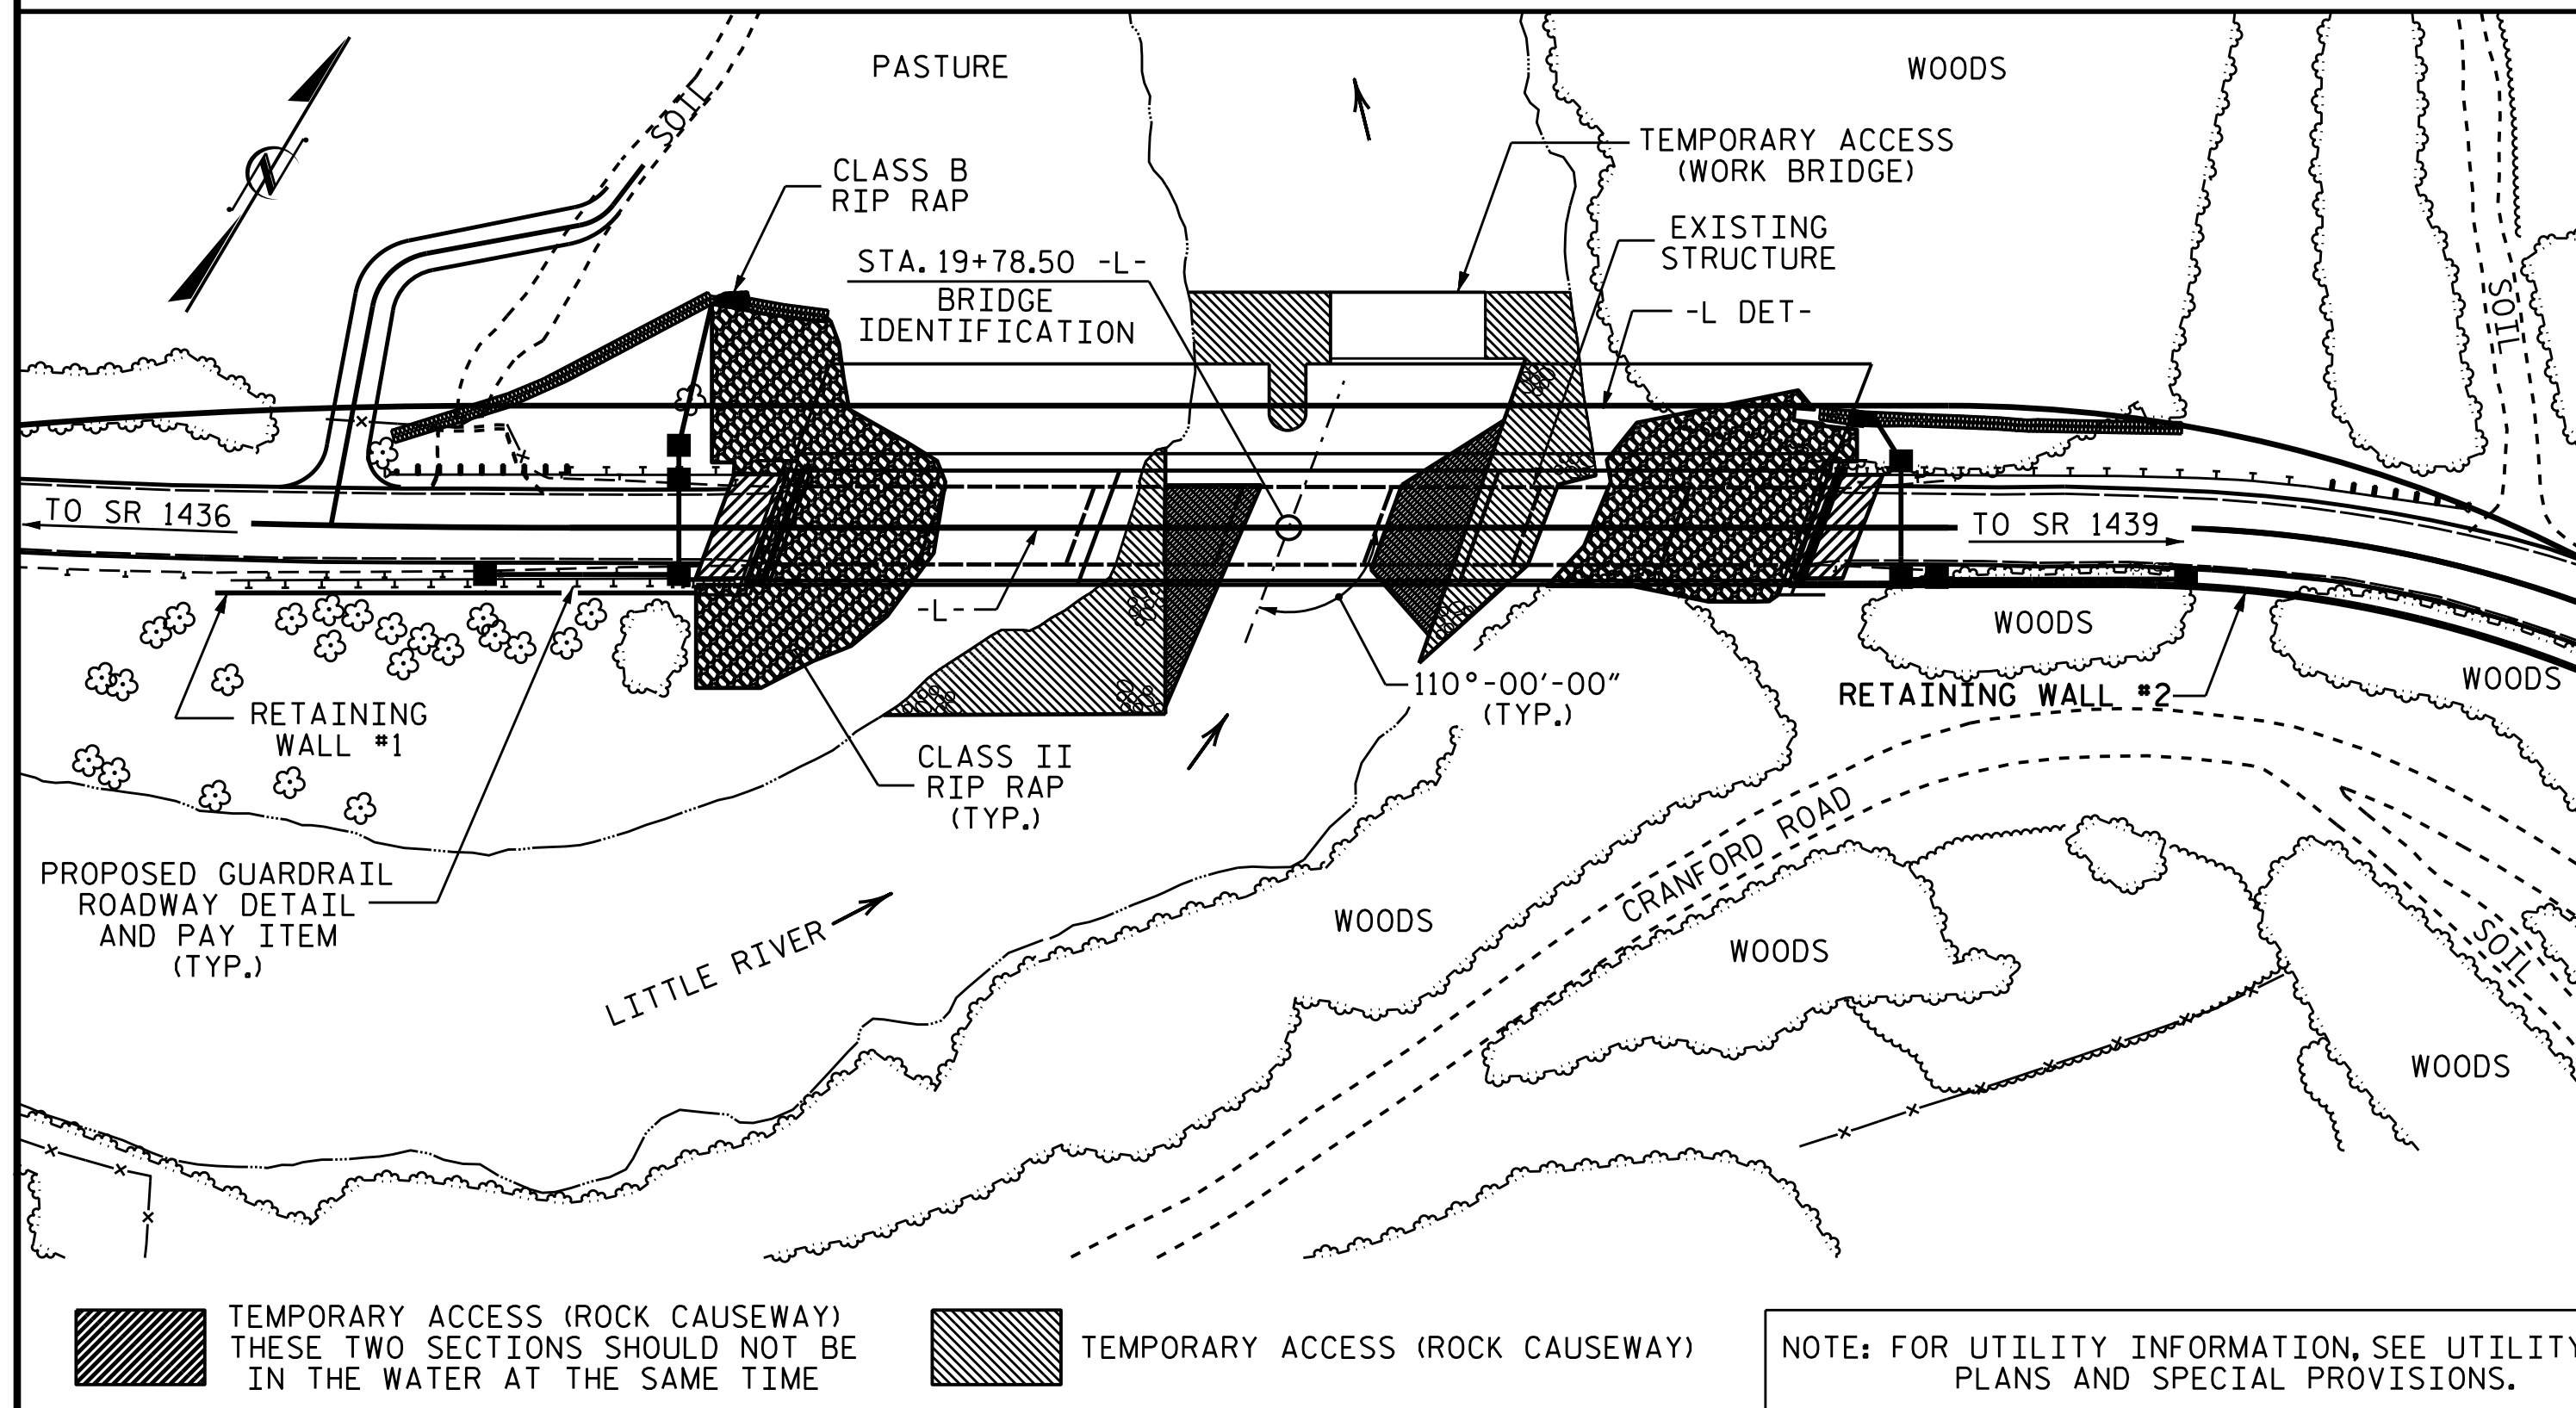 PASTURE
WOODS
SOIL
N
CLASS B
RIP RAP
TEMPORARY ACCESS
(WORK BRIDGE)
EXISTING
STRUCTURE
STA. 19+78.50 -L-
BRIDGE
IDENTIFICATION
-L DET-
SOIL
TO SR 1436
TO SR 1439
-L-
WOODS
110°-00'-00"
(TYP.)
RETAINING WALL #2
WOODS
RETAINING
WALL #1
CLASS II
RIP RAP
(TYP.)
PROPOSED GUARDRAIL
ROADWAY DETAIL
AND PAY ITEM
(TYP.)
LITTLE RIVER
CRANFORD ROAD
WOODS
WOODS
SOIL
WOODS
TEMPORARY ACCESS (ROCK CAUSEWAY)
THESE TWO SECTIONS SHOULD NOT BE
IN THE WATER AT THE SAME TIME
TEMPORARY ACCESS (ROCK CAUSEWAY)
NOTE: FOR UTILITY INFORMATION, SEE UTILITY
PLANS AND SPECIAL PROVISIONS.